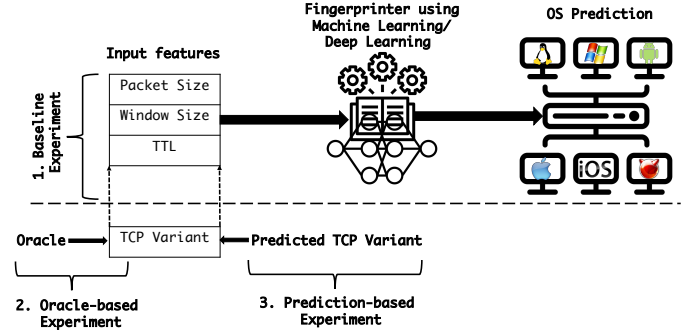 Fingerprinter using
Machine Learning/
Deep Learning
OS Prediction
Input features
Packet Size
Window Size
TTL
1. Baseline
Experiment
iOS
Oracle
TCP Variant
Predicted TCP Variant
2. Oracle-based
Experiment
3. Prediction-based
Experiment